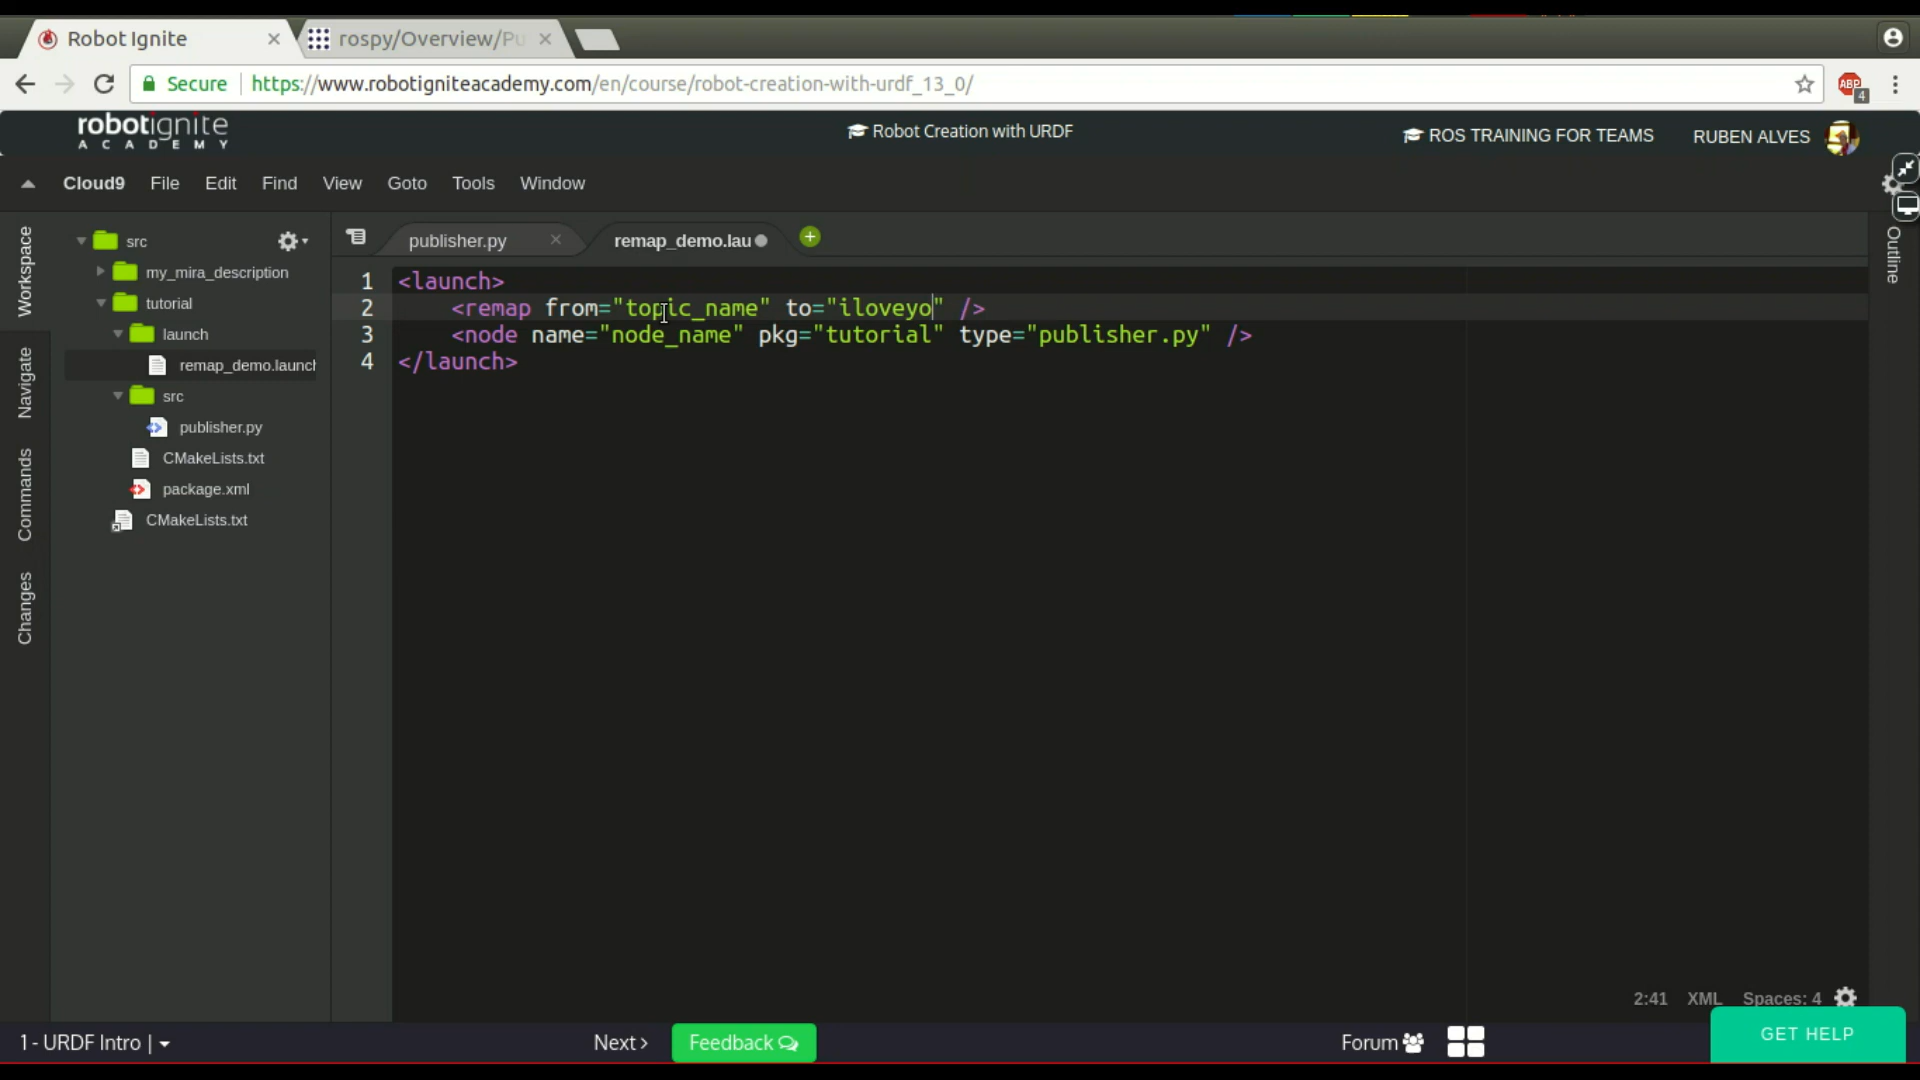 Robot Ignite
rospy/Overview/Pu
Secure https://www.robotigniteacademy.com/en/course/robot-creation-with-urdf_13_0/
ABP 4
robotignite
ACADEMY
Robot Creation with URDF
ROS TRAINING FOR TEAMS
RUBEN ALVES
Cloud9 File Edit Find View Goto Tools Window
Workspace
Navigate
Commands
Changes
src
my_mira_description
tutorial
launch
remap_demo.launch
src
publisher.py
CMakeLists.txt
package.xml
CMakeLists.txt
publisher.py
remap_demo.lau
Outline
1 <launch>
2 <remap from="topic_name" to="iloveyo" />
3 <node name="node_name" pkg="tutorial" type="publisher.py" />
4 </launch>
2:41 XML Spaces: 4
1 - URDF Intro |
Next >
Feedback
Forum
GET HELP